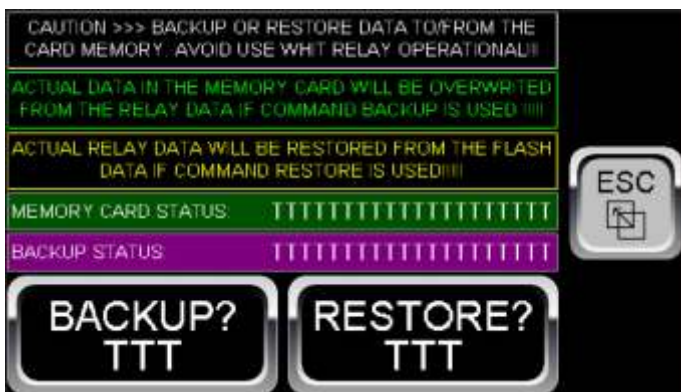 CAUTION >>> BACKUP OR RESTORE DATA TO/FROM THE
CARD MEMORY. AVOID USE WHIT RELAY OPERATIONAL!!!
ACTUAL DATA IN THE MEMORY CARD WILL BE OVERWRITED
FROM THE RELAY DATA IF COMMAND BACKUP IS USED !!!!!
ACTUAL RELAY DATA WILL BE RESTORED FROM THE FLASH
DATA IF COMMAND RESTORE IS USED!!!!!
ESC
MEMORY CARD STATUS: TTTTTTTTTTTTTTTTTTTT
BACKUP STATUS TTTTTTTTTTTTTTTTTTTT
BACKUP? RESTORE?
TTT TTT